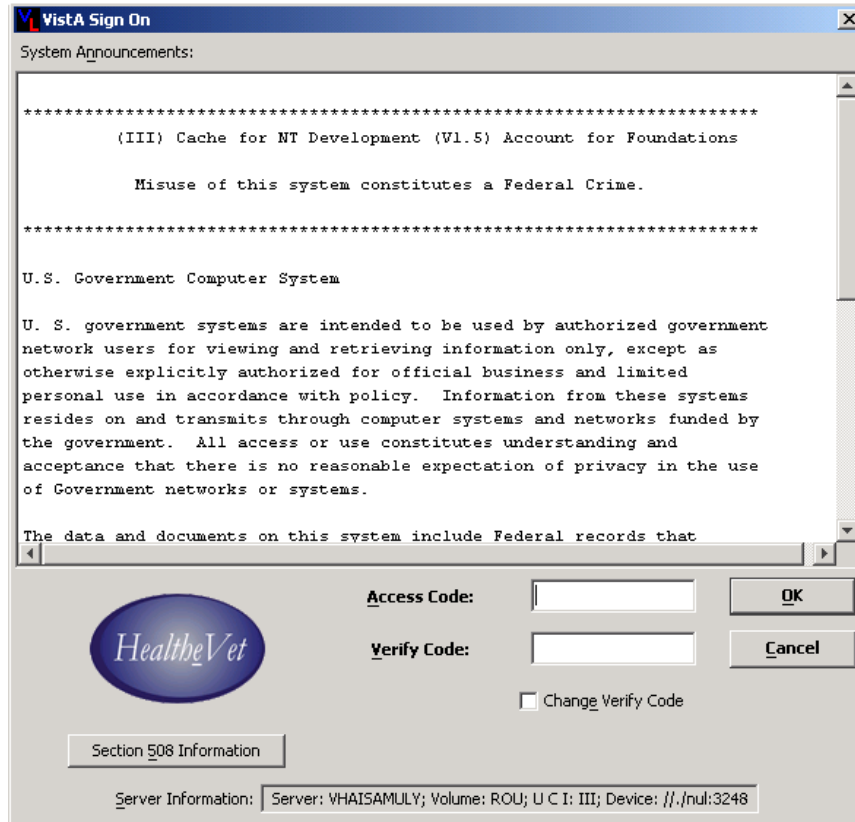 VistA Sign On
System Announcements:
*************************************************************************
(III) Cache for NT Development (V1.5) Account for Foundations
Misuse of this system constitutes a Federal Crime.
*************************************************************************
U.S. Government Computer System
U. S. government systems are intended to be used by authorized government
network users for viewing and retrieving information only, except as
otherwise explicitly authorized for official business and limited
personal use in accordance with policy.  Information from these systems
resides on and transmits through computer systems and networks funded by
the government.  All access or use constitutes understanding and
acceptance that there is no reasonable expectation of privacy in the use
of Government networks or systems.
The data and documents on this system include Federal records that
Access Code:
OK
HealtheVet
Verify Code:
Cancel
Change Verify Code
Section 508 Information
Server Information: Server: VHAISAMULY; Volume: ROU; U C I: III; Device: //./nul:3248